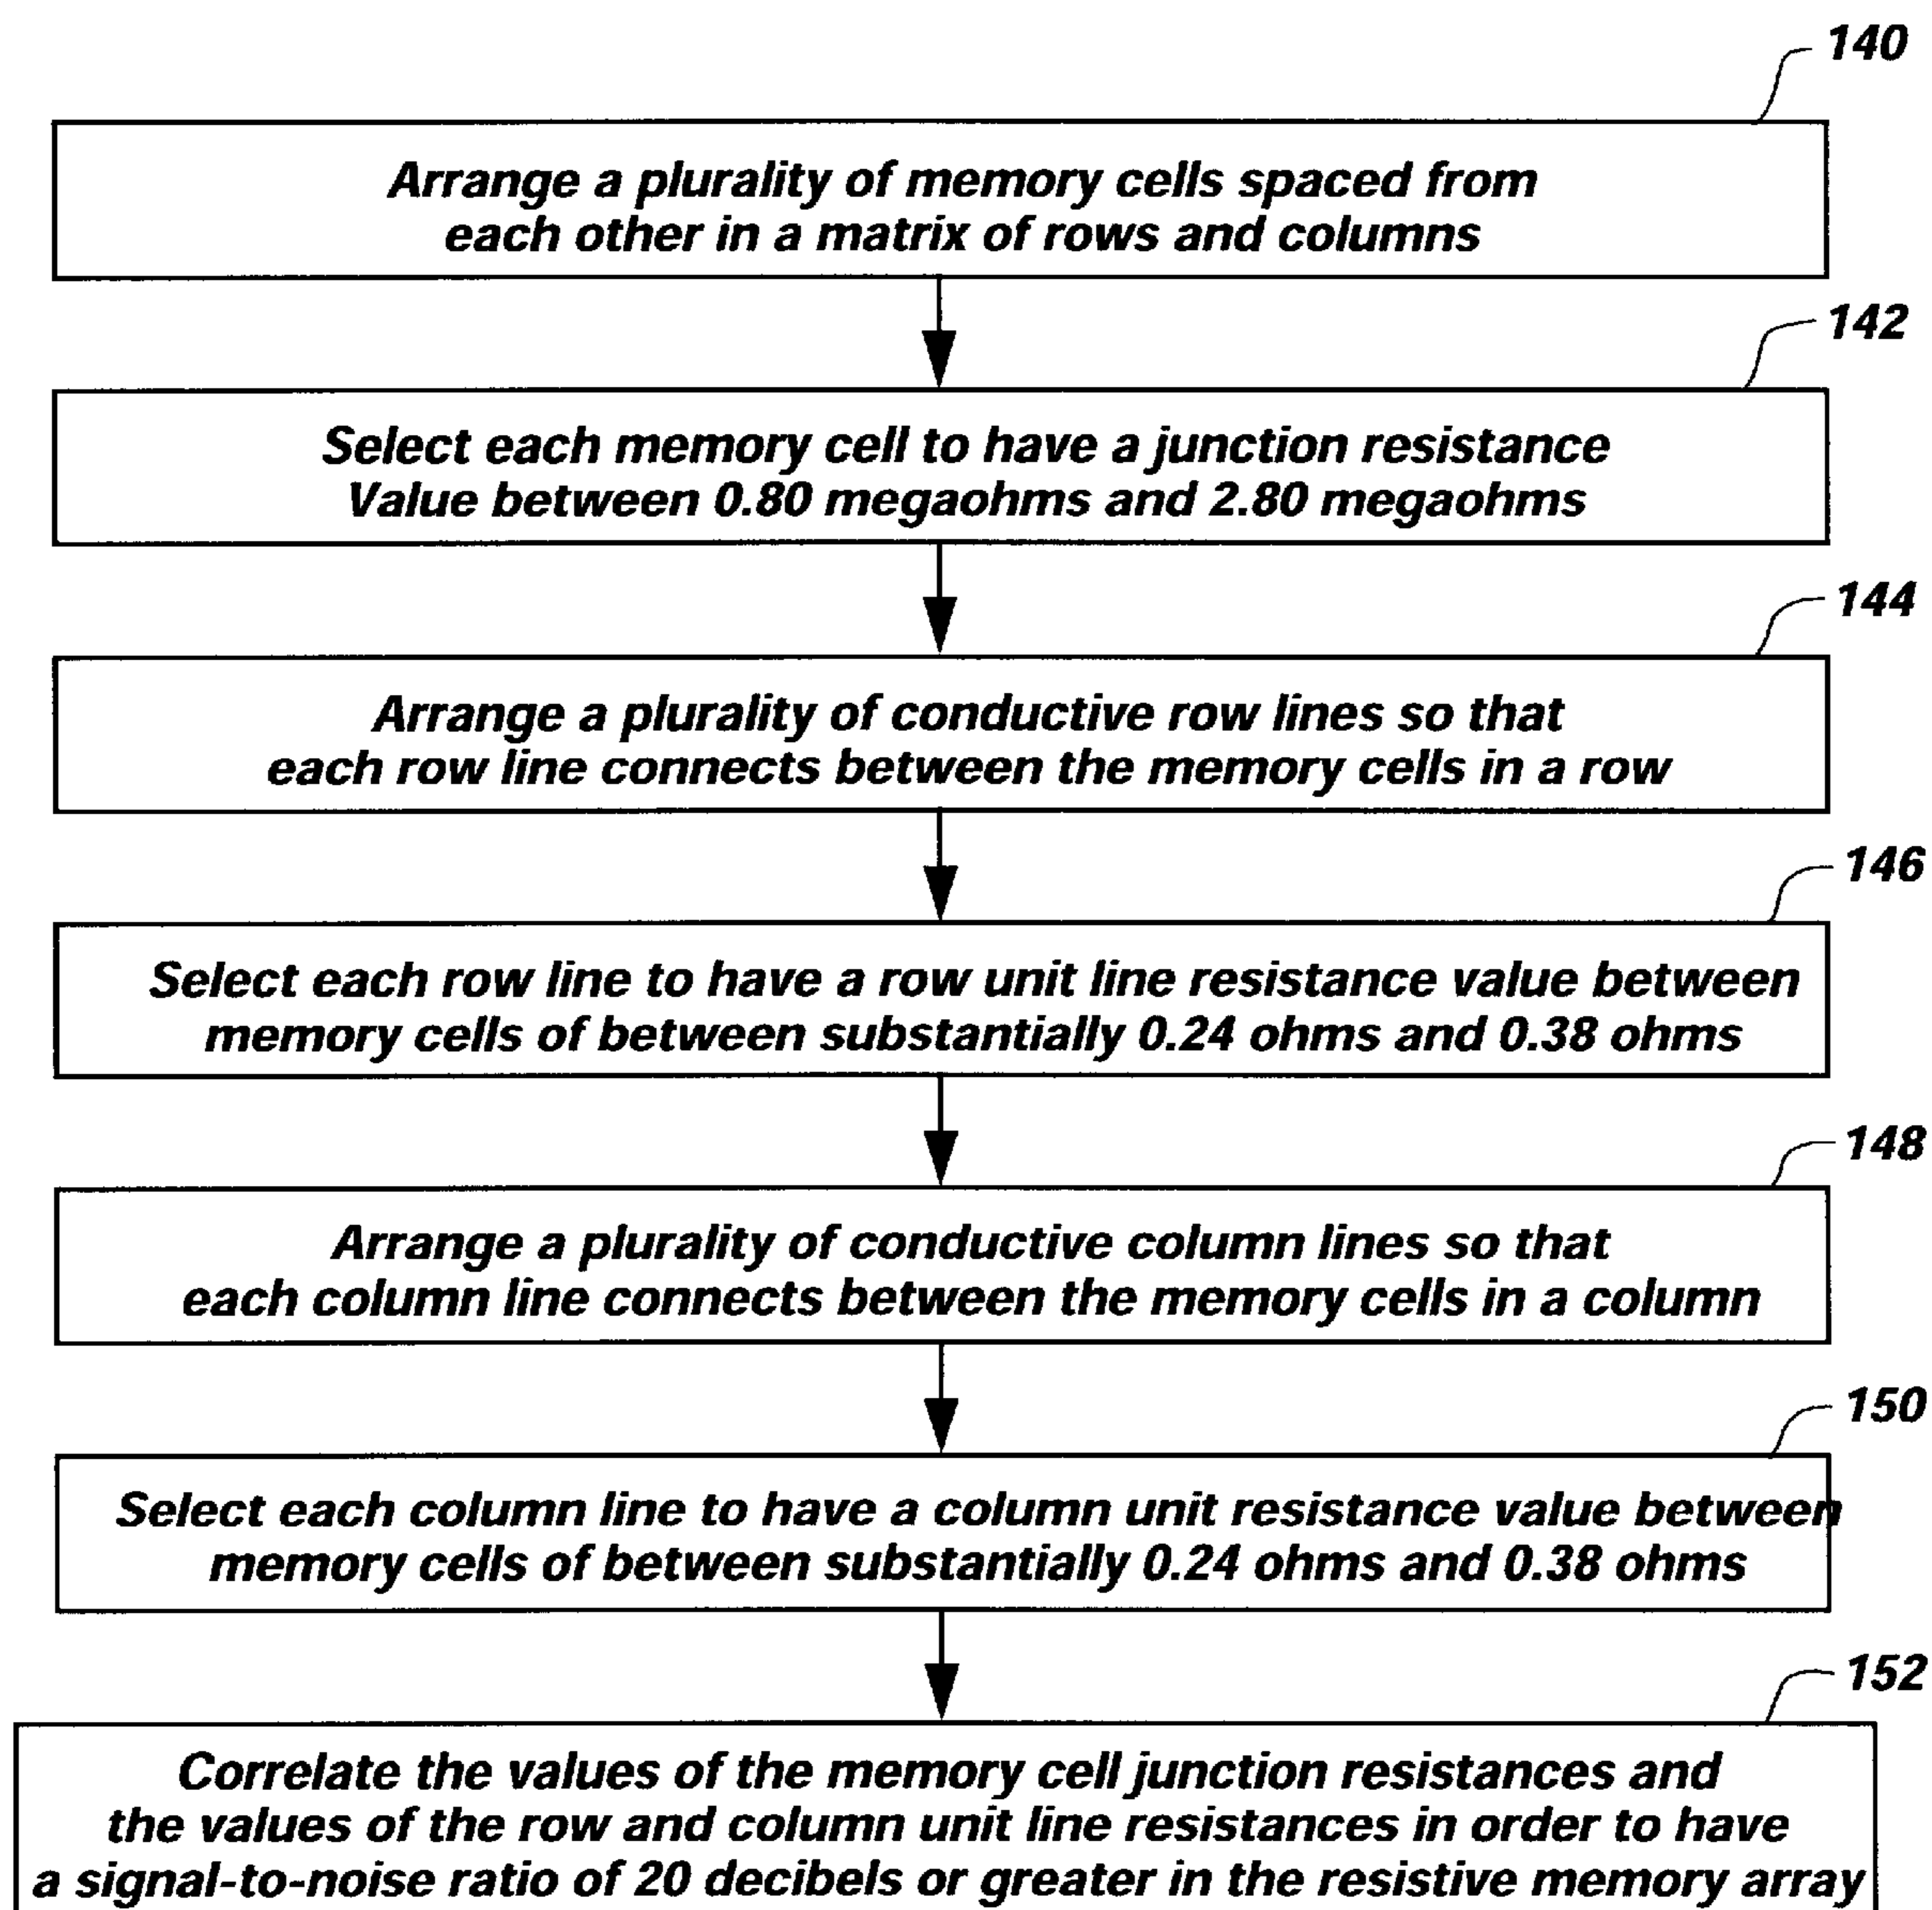 140
Arrange a plurality of memory cells spaced from
each other in a matrix of rows and columns
142
Select each memory cell to have a junction resistance
Value between 0.80 megaohms and 2.80 megaohms
144
Arrange a plurality of conductive row lines so that
each row line connects between the memory cells in a row
146
Select each row line to have a row unit line resistance value between
memory cells of between substantially 0.24 ohms and 0.38 ohms
148
Arrange a plurality of conductive column lines so that
each column line connects between the memory cells in a column
150
Select each column line to have a column unit resistance value between
memory cells of between substantially 0.24 ohms and 0.38 ohms
152
Correlate the values of the memory cell junction resistances and
the values of the row and column unit line resistances in order to have
a signal-to-noise ratio of 20 decibels or greater in the resistive memory array